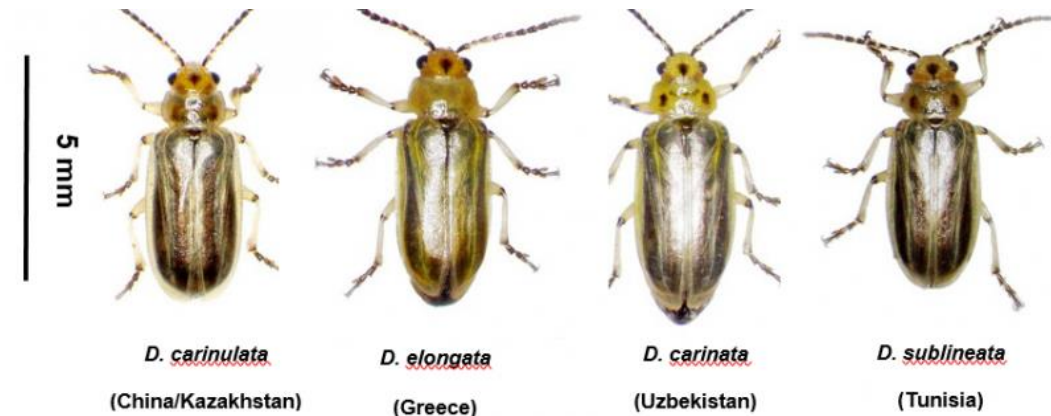 5 mm
D. carinulata
(China/Kazakhstan)
D. elongata
(Greece)
D. carinata
(Uzbekistan)
D. sublineata
(Tunisia)